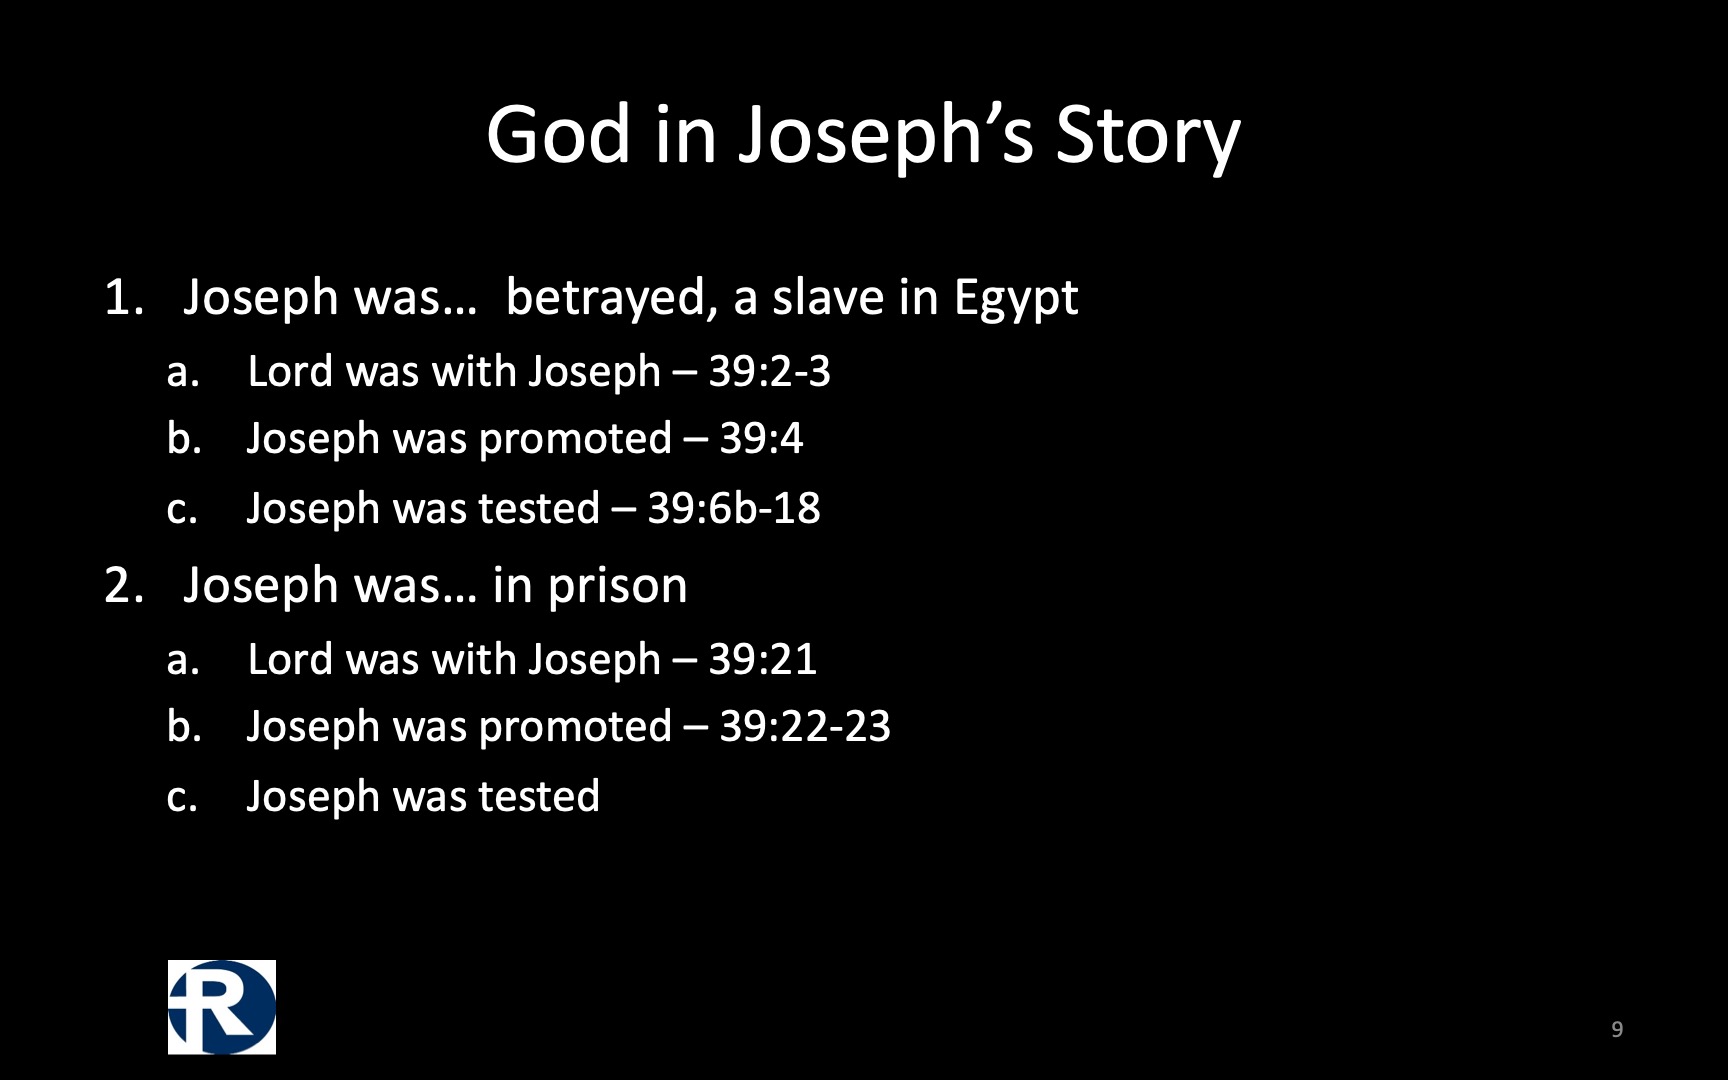 God in Joseph’s Story
1. Joseph was… betrayed, a slave in Egypt
a. Lord was with Joseph – 39:2-3
b. Joseph was promoted – 39:4
c. Joseph was tested – 39:6b-18
2. Joseph was… in prison
a. Lord was with Joseph – 39:21
b. Joseph was promoted – 39:22-23
c. Joseph was tested
R
9